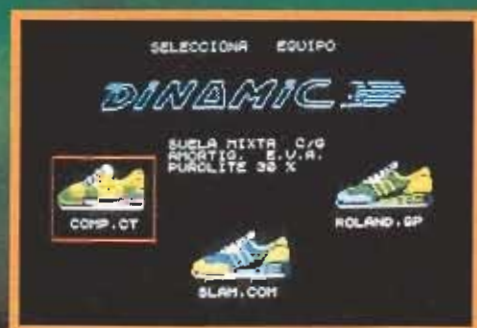 SELECCIONA EQUIPO
DINAMIC
SUELA MIXTA C/G
AMORTIG. E.V.A.
PUROLITE 30 %
COMP.CT
ROLAND.GP
SLAM.COM